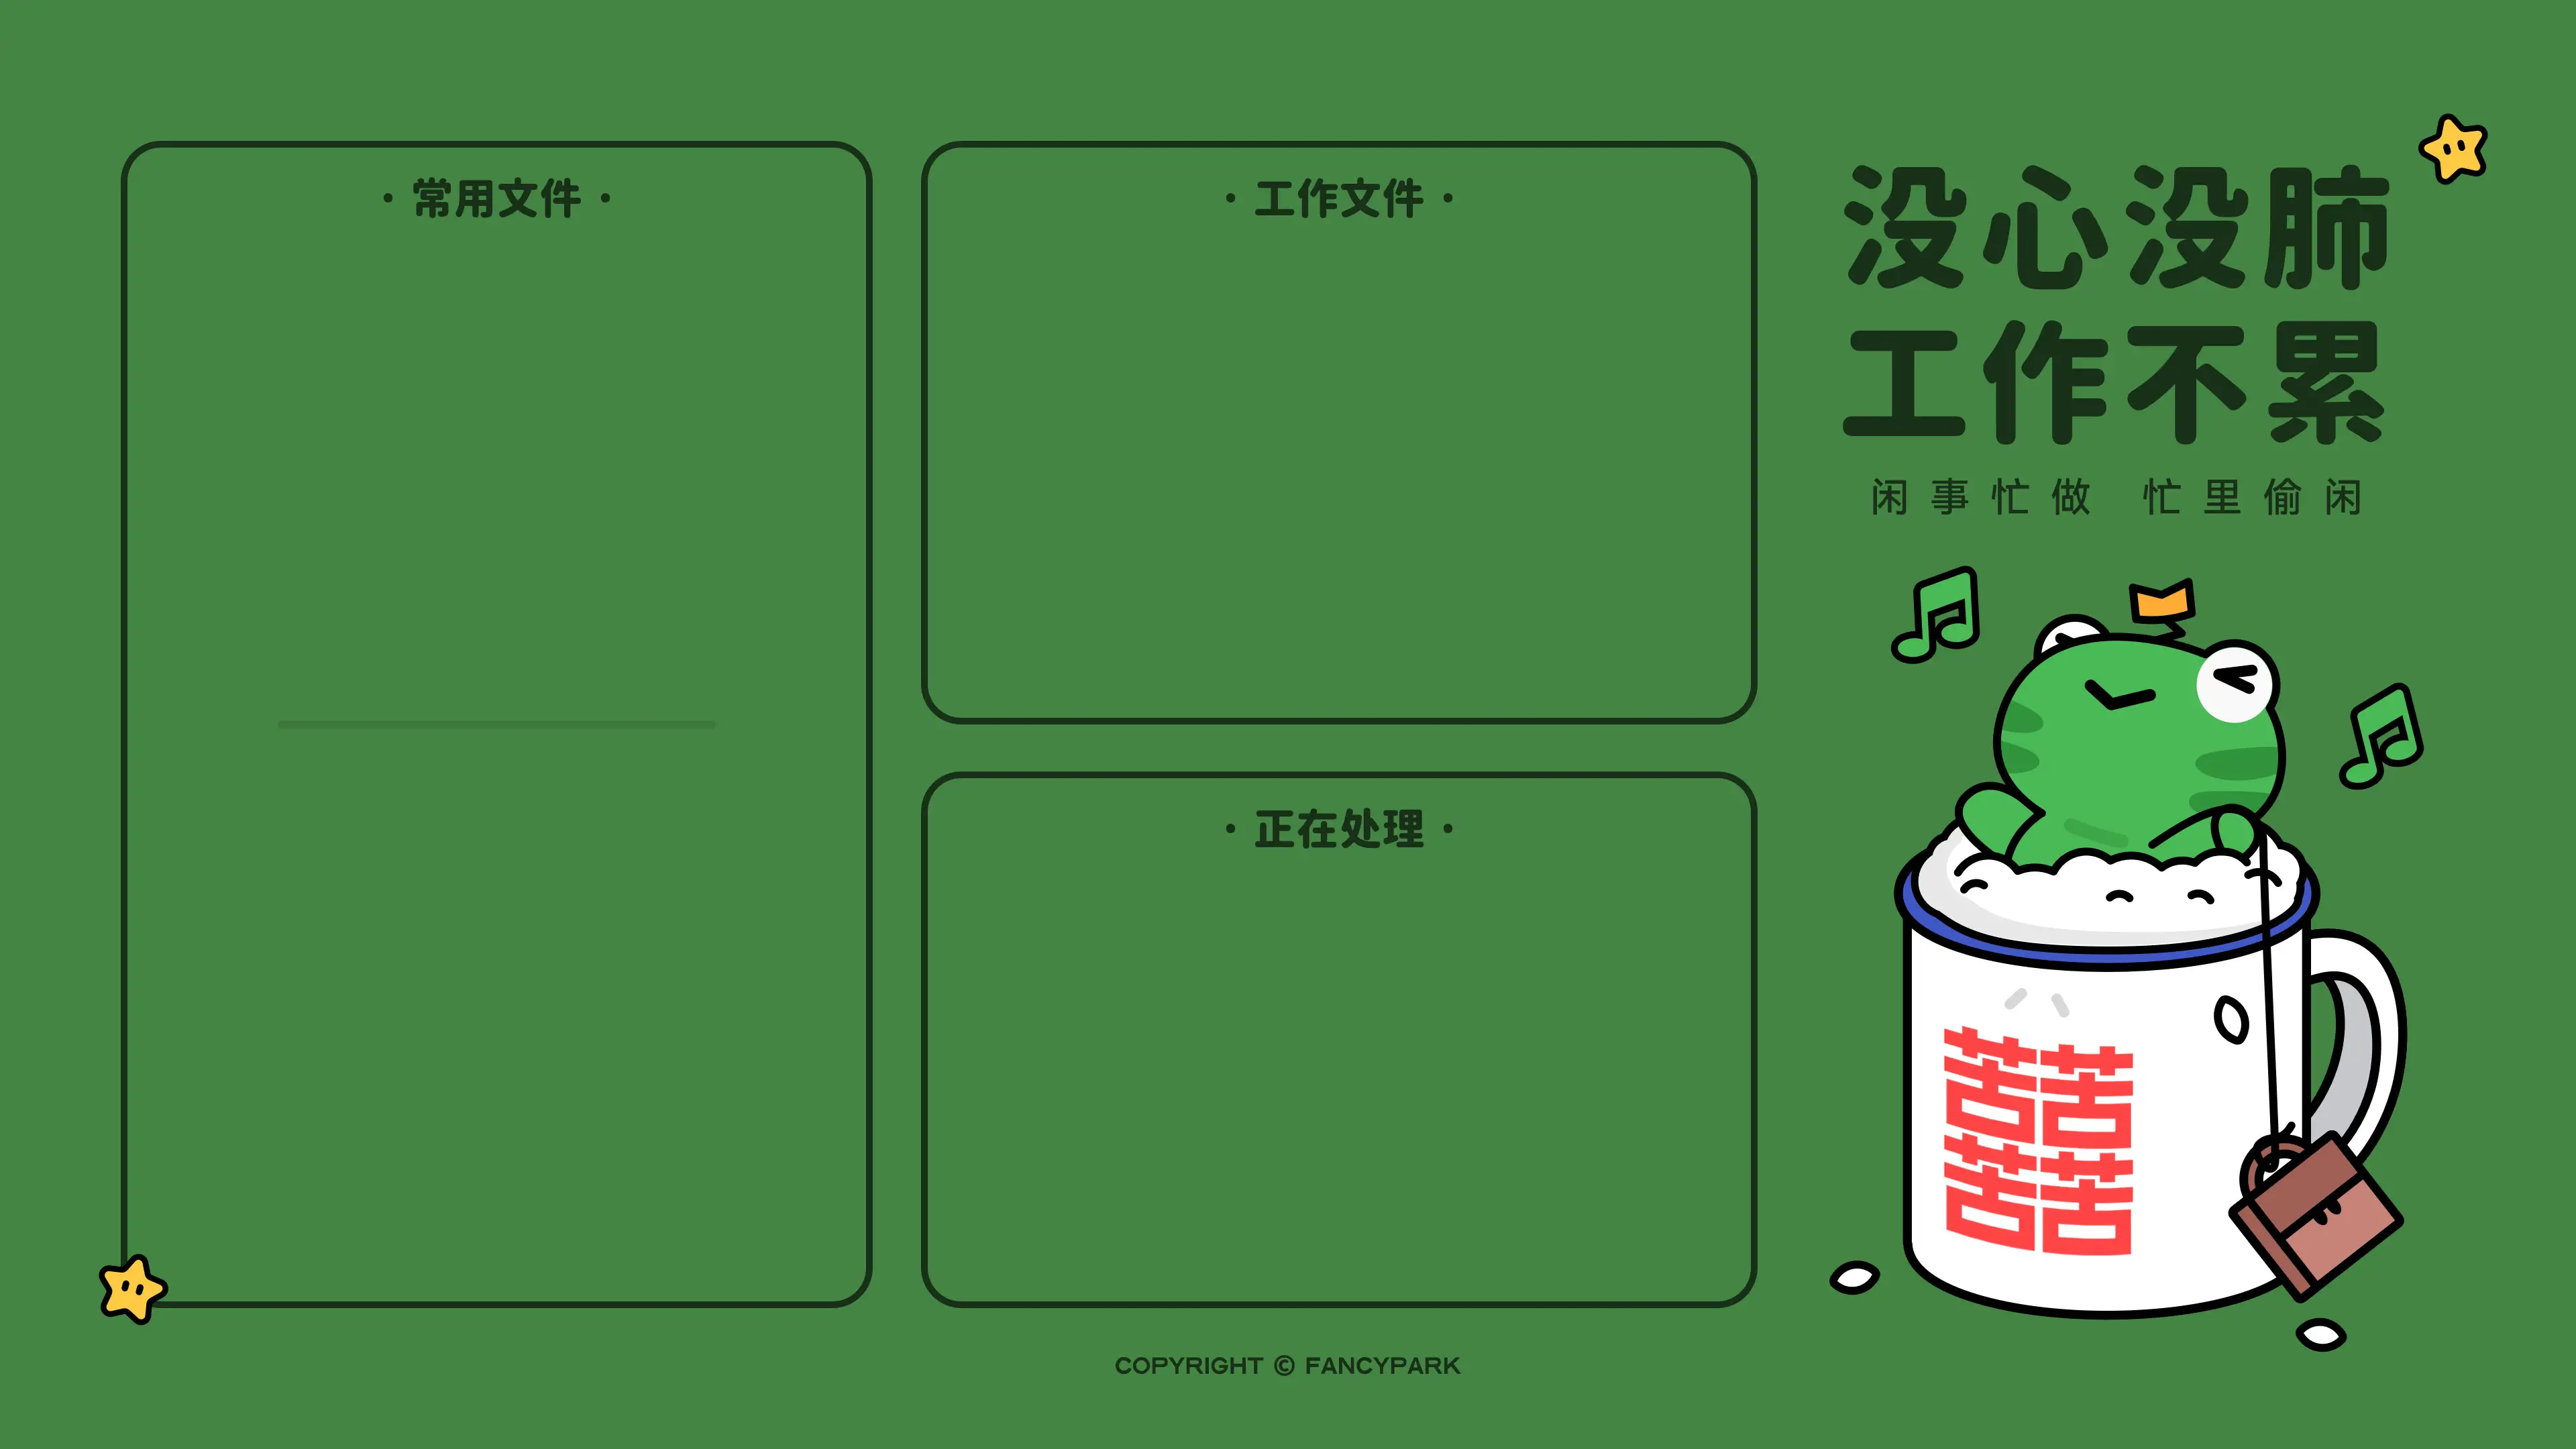 · 常用文件 ·
· 工作文件 ·
· 正在处理 ·
没心没肺
工作不累
闲事忙做 忙里偷闲
苦苦
苦苦
COPYRIGHT © FANCYPARK